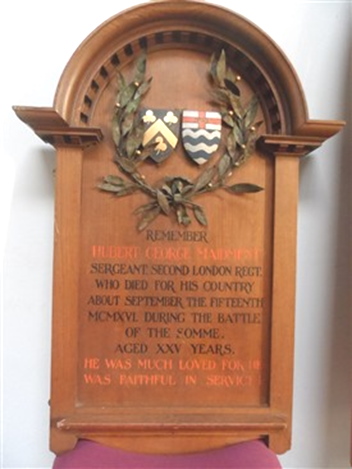 REMEMBER
HUBERT GEORGE MAIDMENT
SERGEANT, SECOND LONDON REGT.
WHO DIED FOR HIS COUNTRY
ABOUT SEPTEMBER THE FIFTEENTH
MCMXVI. DURING THE BATTLE
OF THE SOMME.
AGED XXV YEARS.
HE WAS MUCH LOVED FOR HE
WAS FAITHFUL IN SERVICE